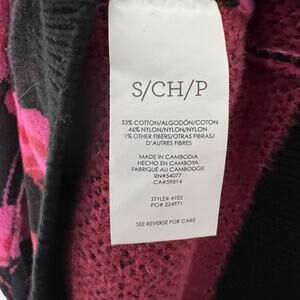 S/CH/P
53% COTTON/ALGODÓN/COTON
46% NYLON/NYLON/NYLON
1% OTHER FIBERS/OTRAS FIBRAS/
D'AUTRES FIBRES
MADE IN CAMBODIA
HECHO EN CAMBOYA
FABRIQUÉ AU CAMBODGE
RN#54077
CA#59814
STYLE# 4102
PO# 224971
SEE REVERSE FOR CARE